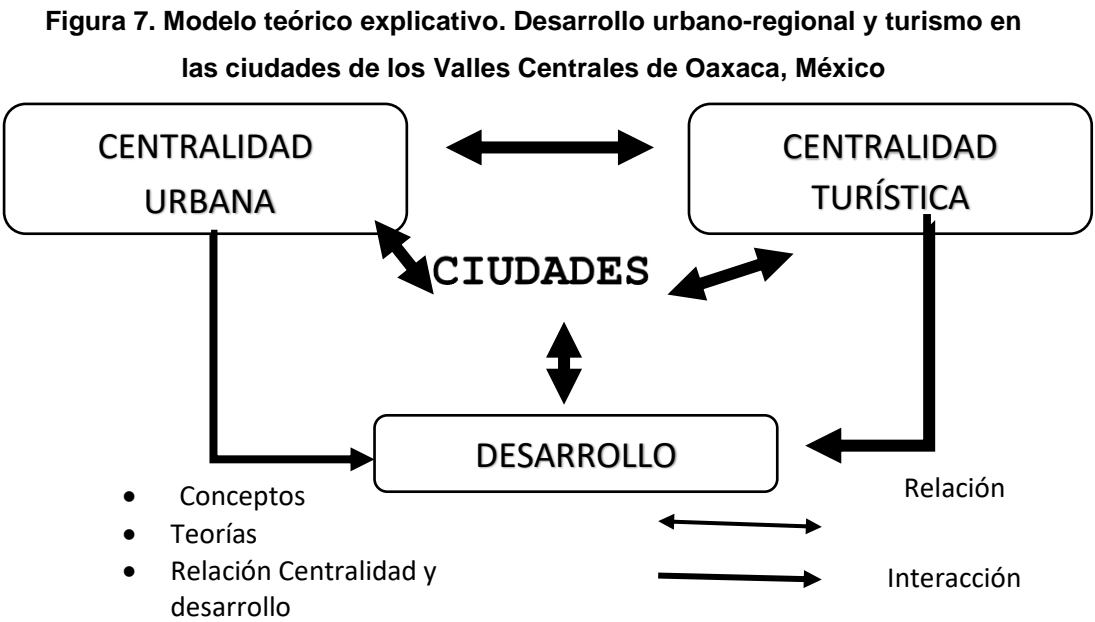 Figura 7. Modelo teórico explicativo. Desarrollo urbano-regional y turismo en
las ciudades de los Valles Centrales de Oaxaca, México
CENTRALIDAD
URBANA
CENTRALIDAD
TURÍSTICA
CIUDADES
DESARROLLO
• Conceptos
• Teorías
• Relación Centralidad y
desarrollo
Relación
Interacción